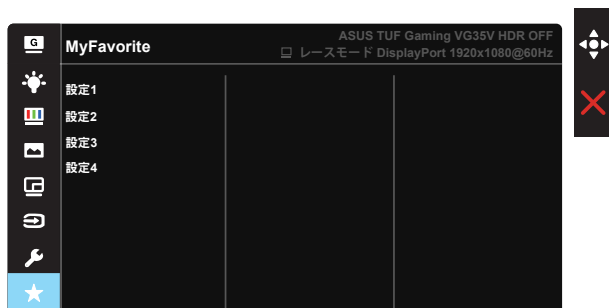 G
MyFavorite
ASUS TUF Gaming VG35V HDR OFF
レースモード DisplayPort 1920x1080@60Hz
設定1
設定2
設定3
設定4